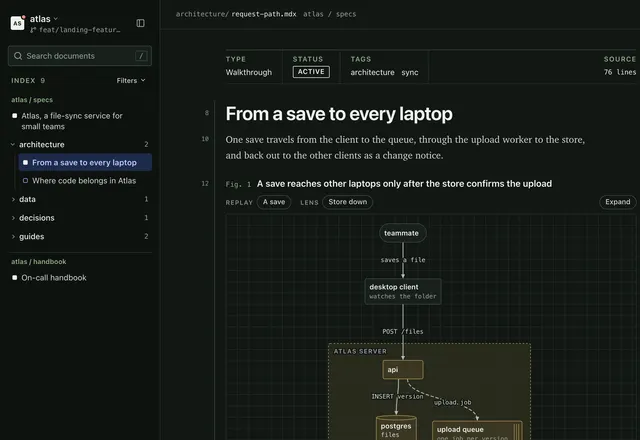 AS
atlas
feat/landing-featur…
Search documents
/
INDEX 9
Filters
atlas / specs
Atlas, a file-sync service for
small teams
architecture 2
From a save to every laptop
Where code belongs in Atlas
data 1
decisions 1
guides 2
atlas / handbook
On-call handbook
architecture/ request-path.mdx atlas / specs
TYPE
Walkthrough
STATUS
ACTIVE
TAGS
architecture sync
SOURCE
76 lines
8
From a save to every laptop
10
One save travels from the client to the queue, through the upload worker to the store,
and back out to the other clients as a change notice.
12
Fig. 1 A save reaches other laptops only after the store confirms the upload
REPLAY A save LENS Store down Expand
teammate
saves a file
desktop client
watches the folder
POST /files
ATLAS SERVER
api
INSERT version
upload.job
postgres
files
upload queue
one job per version